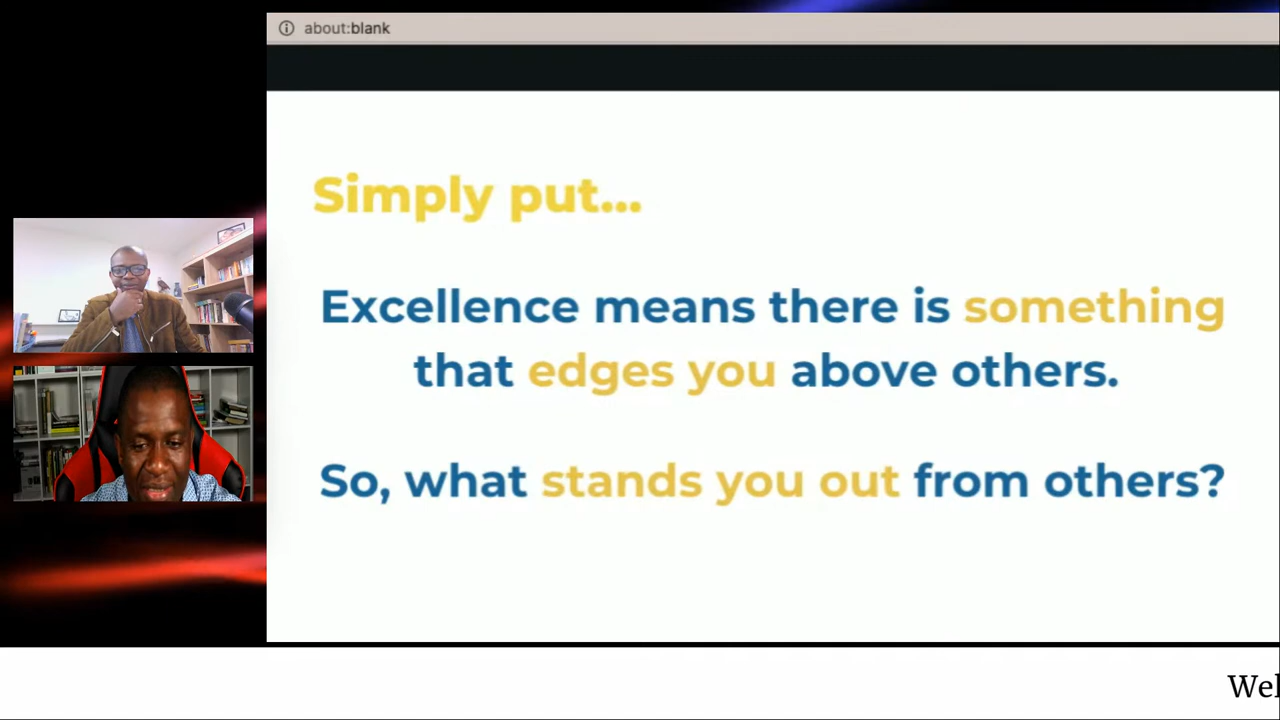 about:blank
Simply put...
Excellence means there is something
that edges you above others.
So, what stands you out from others?